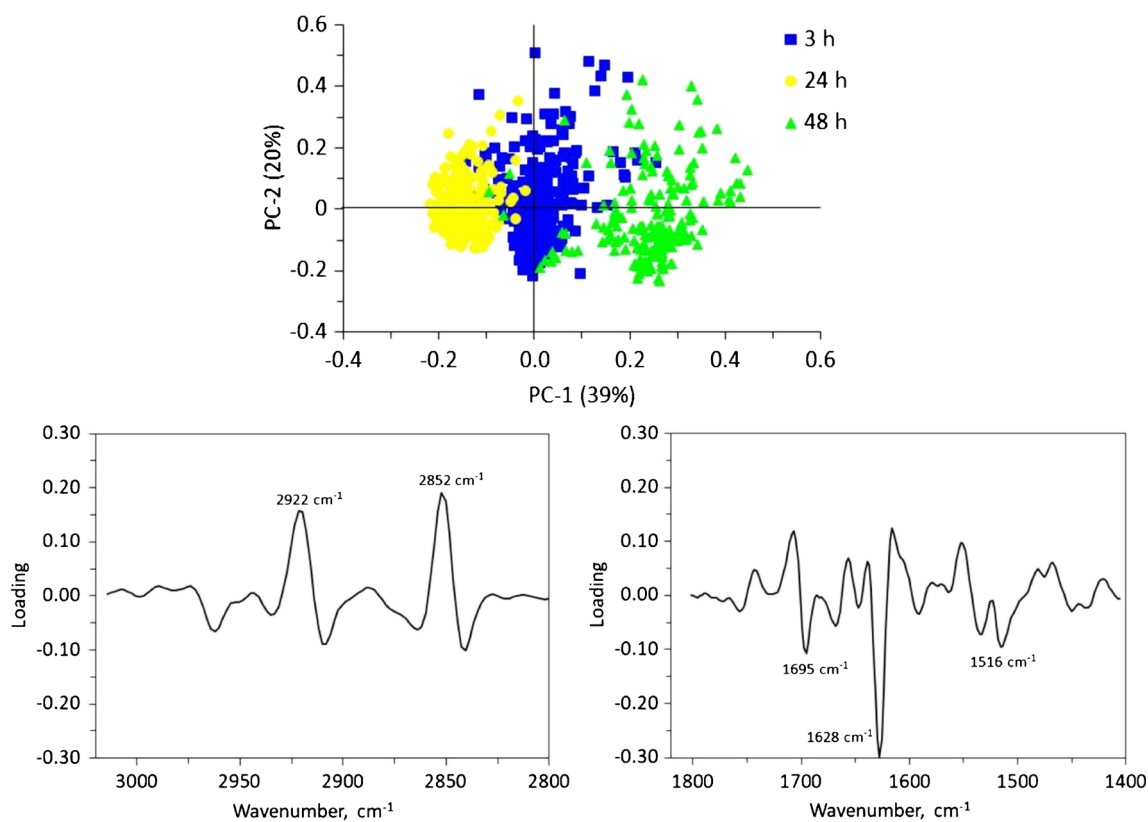 0.6
0.4
0.2
0
-0.2
-0.4
PC-2 (20%)
-0.4
-0.2
0.0
0.2
0.4
0.6
PC-1 (39%)
3 h
24 h
48 h
0.30
0.20
0.10
0.00
-0.10
-0.20
-0.30
Loading
2922 cm-1
2852 cm-1
3000
2950
2900
2850
2800
Wavenumber, cm-1
0.30
0.20
0.10
0.00
-0.10
-0.20
-0.30
Loading
1695 cm-1
1628 cm-1
1516 cm-1
1800
1700
1600
1500
1400
Wavenumber, cm-1